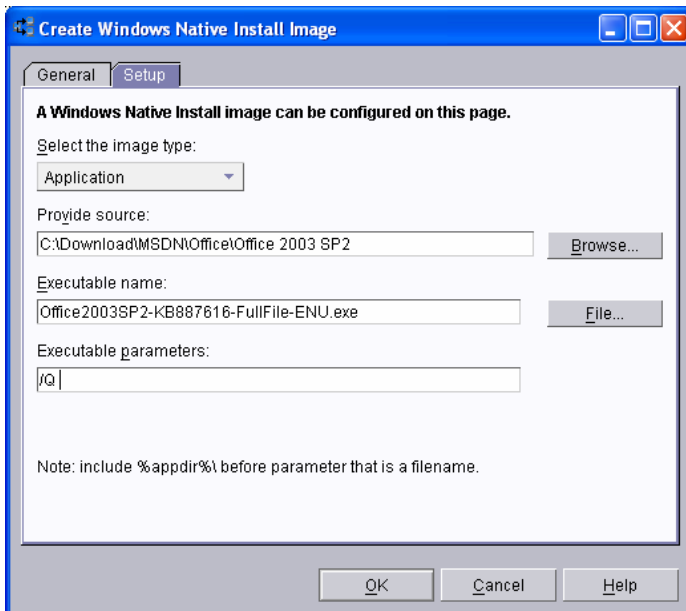 Create Windows Native Install Image
General Setup
A Windows Native Install image can be configured on this page.
Select the image type:
Application
Provide source:
C:\Download\MSDN\Office\Office 2003 SP2
Browse...
Executable name:
Office2003SP2-KB887616-FullFile-ENU.exe
File...
Executable parameters:
/Q
Note: include %appdir%\ before parameter that is a filename.
OK Cancel Help